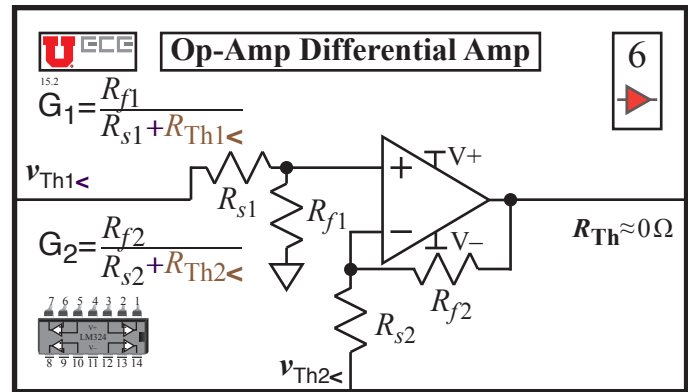 U ECE
Op-Amp Differential Amp
6
15.2
G1=Rf1/Rs1+RTh1<
vTh1<
Rs1
Rf1
+
V+
−
V−
RTh≈0Ω
G2=Rf2/Rs2+RTh2<
Rf2
Rs2
vTh2<
7 6 5 4 3 2 1
V+
LM324
V−
8 9 10 11 12 13 14